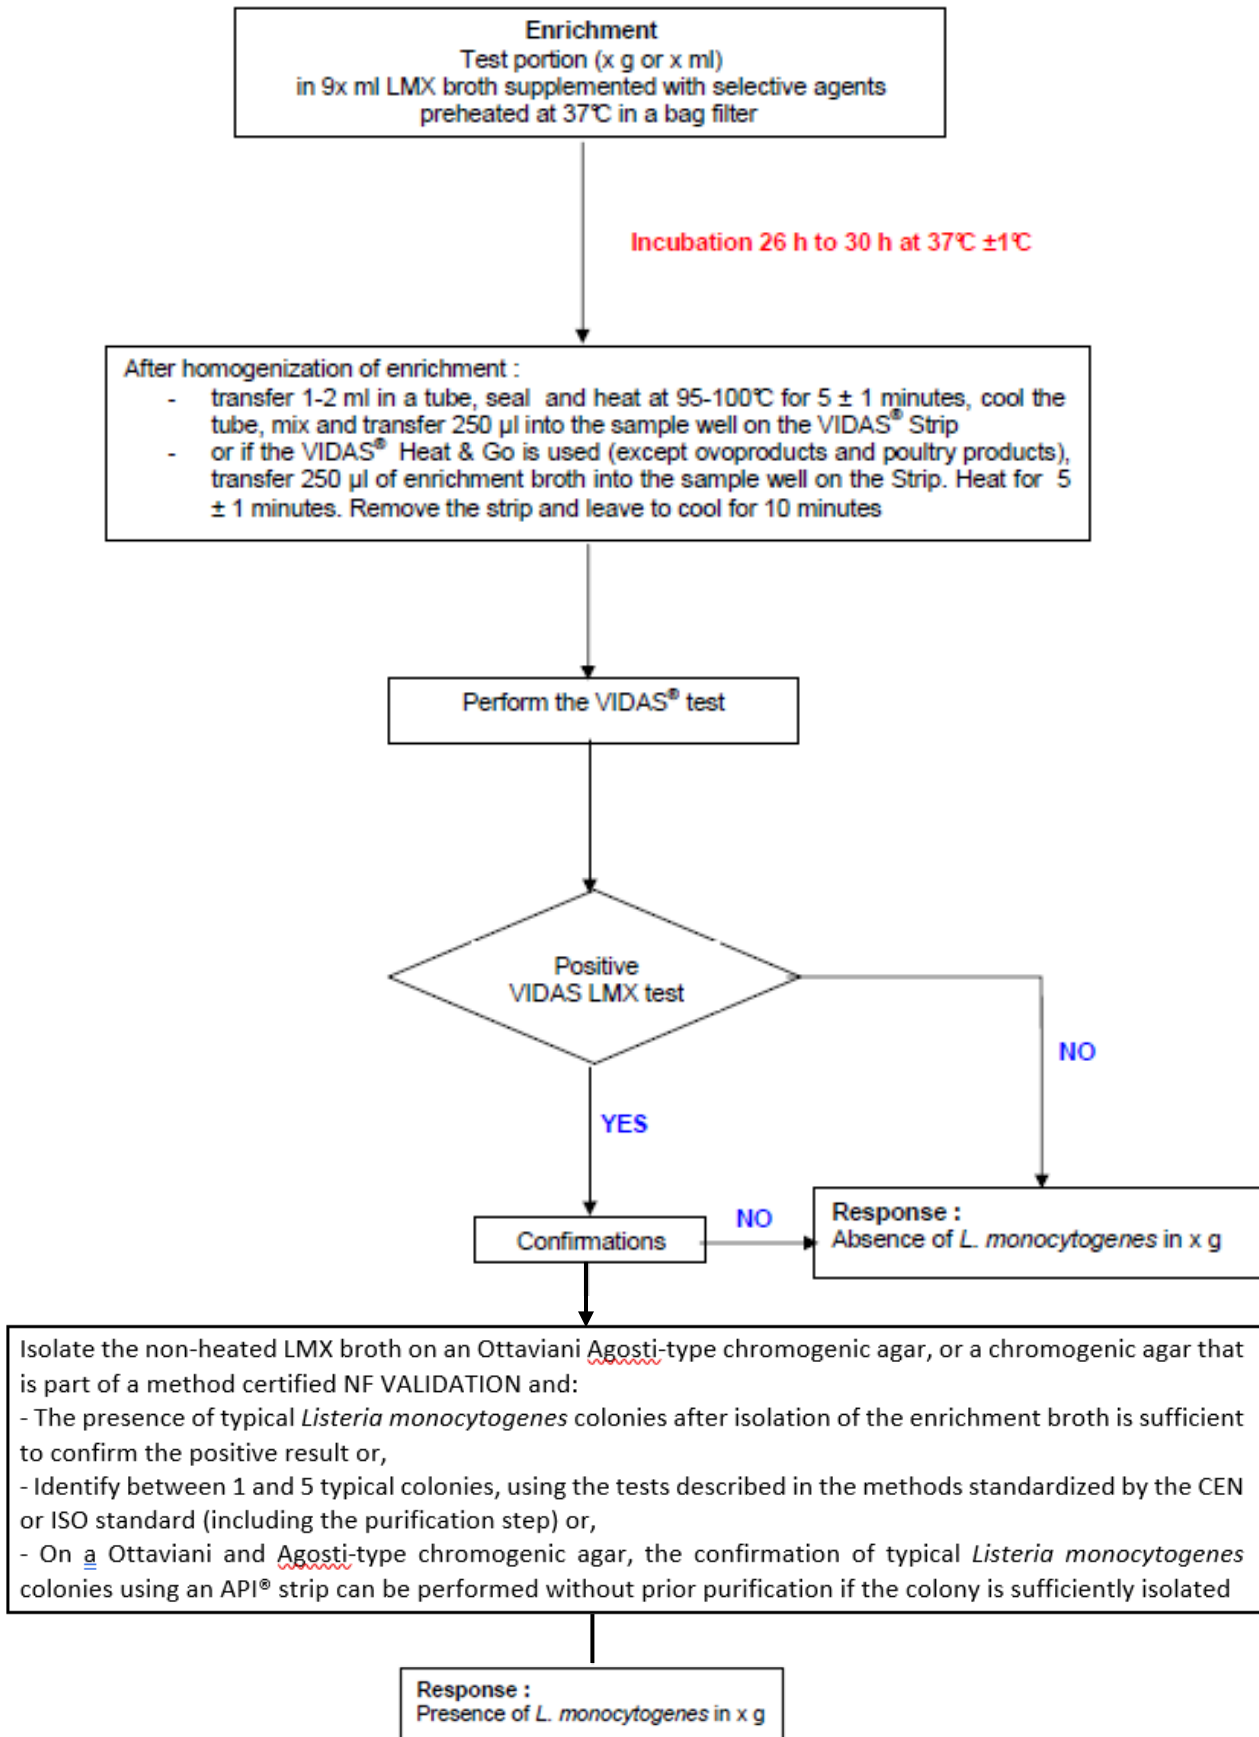 Enrichment
Test portion (x g or x ml)
in 9x ml LMX broth supplemented with selective agents
preheated at 37°C in a bag filter
Incubation 26 h to 30 h at 37°C ±1°C
After homogenization of enrichment :
- transfer 1-2 ml in a tube, seal and heat at 95-100°C for 5 ± 1 minutes, cool the
tube, mix and transfer 250 µl into the sample well on the VIDAS® Strip
- or if the VIDAS® Heat & Go is used (except ovoproducts and poultry products),
transfer 250 µl of enrichment broth into the sample well on the Strip. Heat for 5
± 1 minutes. Remove the strip and leave to cool for 10 minutes
Perform the VIDAS® test
Positive
VIDAS LMX test
NO
YES
Confirmations
NO
Response :
Absence of L. monocytogenes in x g
Isolate the non-heated LMX broth on an Ottaviani Agosti-type chromogenic agar, or a chromogenic agar that
is part of a method certified NF VALIDATION and:
- The presence of typical Listeria monocytogenes colonies after isolation of the enrichment broth is sufficient
to confirm the positive result or,
- Identify between 1 and 5 typical colonies, using the tests described in the methods standardized by the CEN
or ISO standard (including the purification step) or,
- On a Ottaviani and Agosti-type chromogenic agar, the confirmation of typical Listeria monocytogenes
colonies using an API® strip can be performed without prior purification if the colony is sufficiently isolated
Response :
Presence of L. monocytogenes in x g